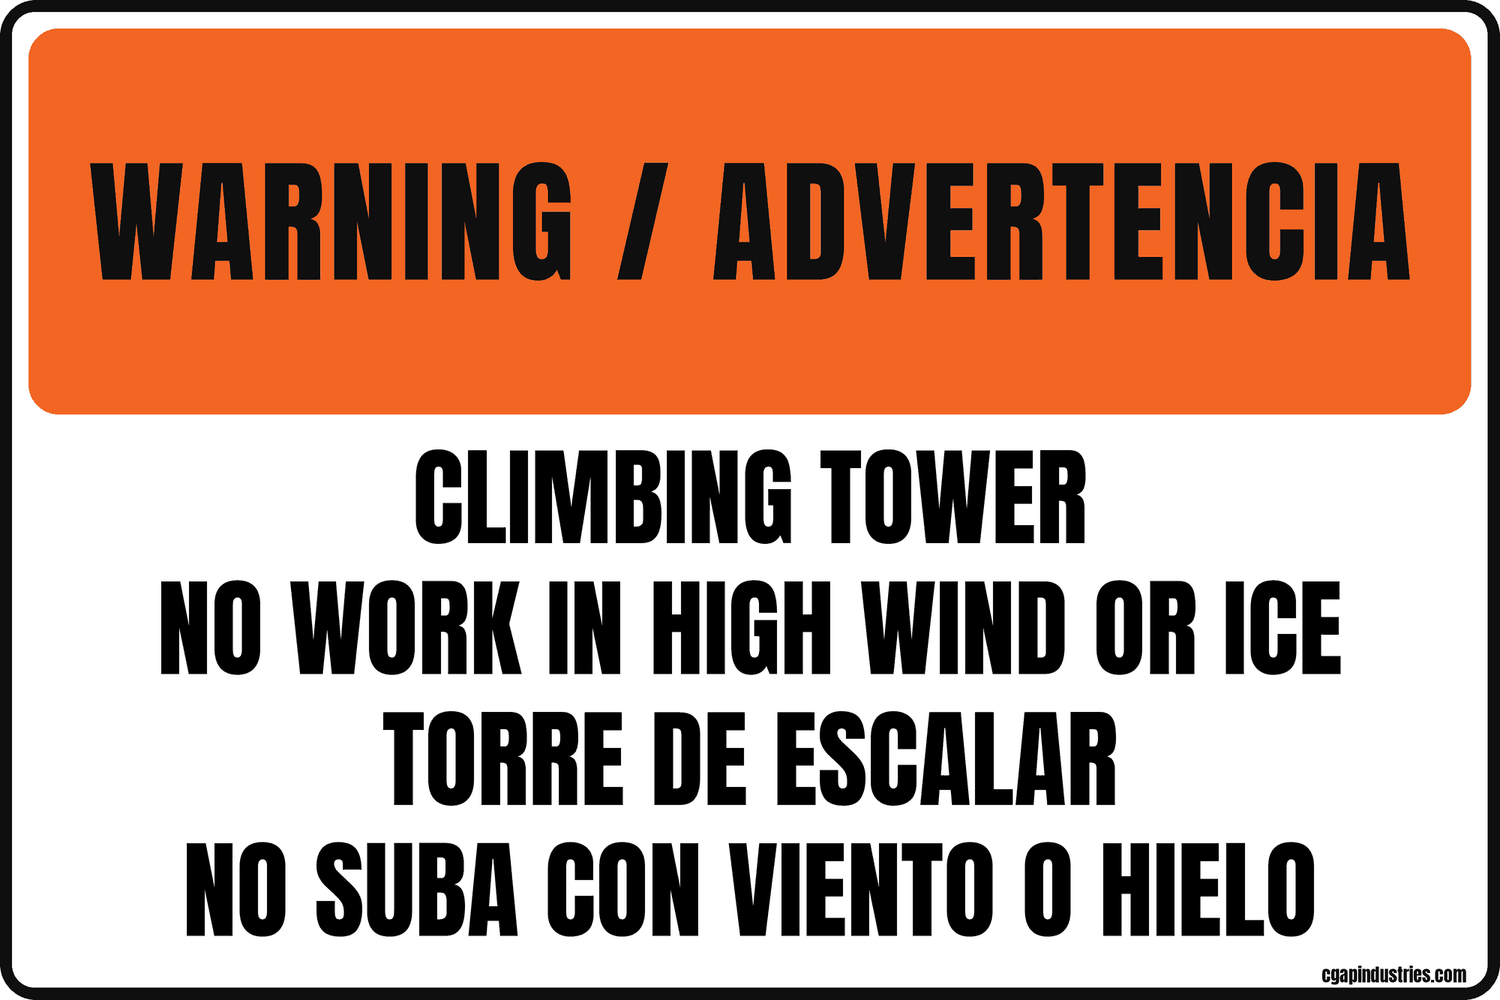 WARNING / ADVERTENCIA
CLIMBING TOWER
NO WORK IN HIGH WIND OR ICE
TORRE DE ESCALAR
NO SUBA CON VIENTO O HIELO
cgapindustries.com